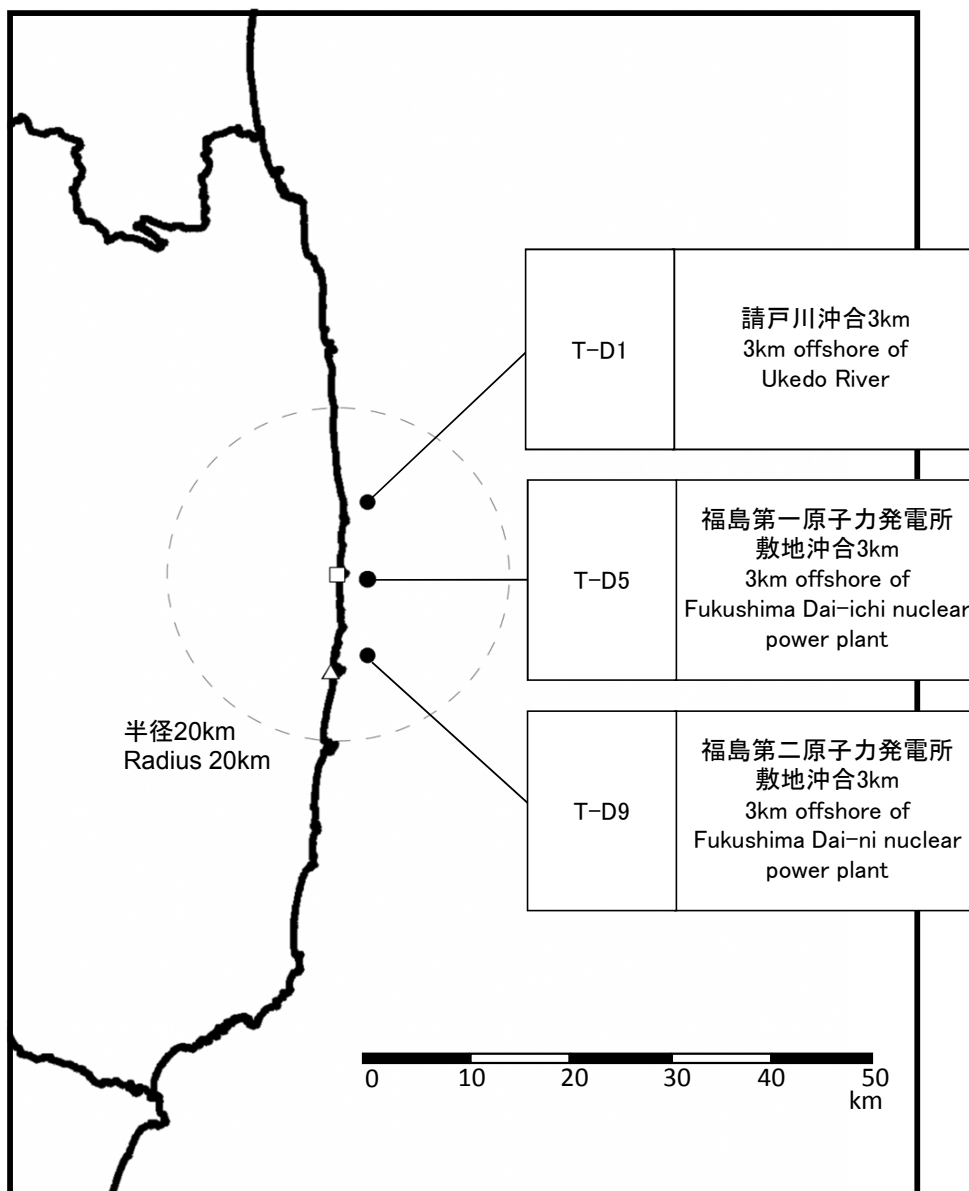 T-D1
請戸川沖合3km
3km offshore of
Ukedo River
T-D5
福島第一原子力発電所
敷地沖合3km
3km offshore of
Fukushima Dai-ichi nuclear
power plant
半径20km
Radius 20km
T-D9
福島第二原子力発電所
敷地沖合3km
3km offshore of
Fukushima Dai-ni nuclear
power plant
0 10 20 30 40 50
km